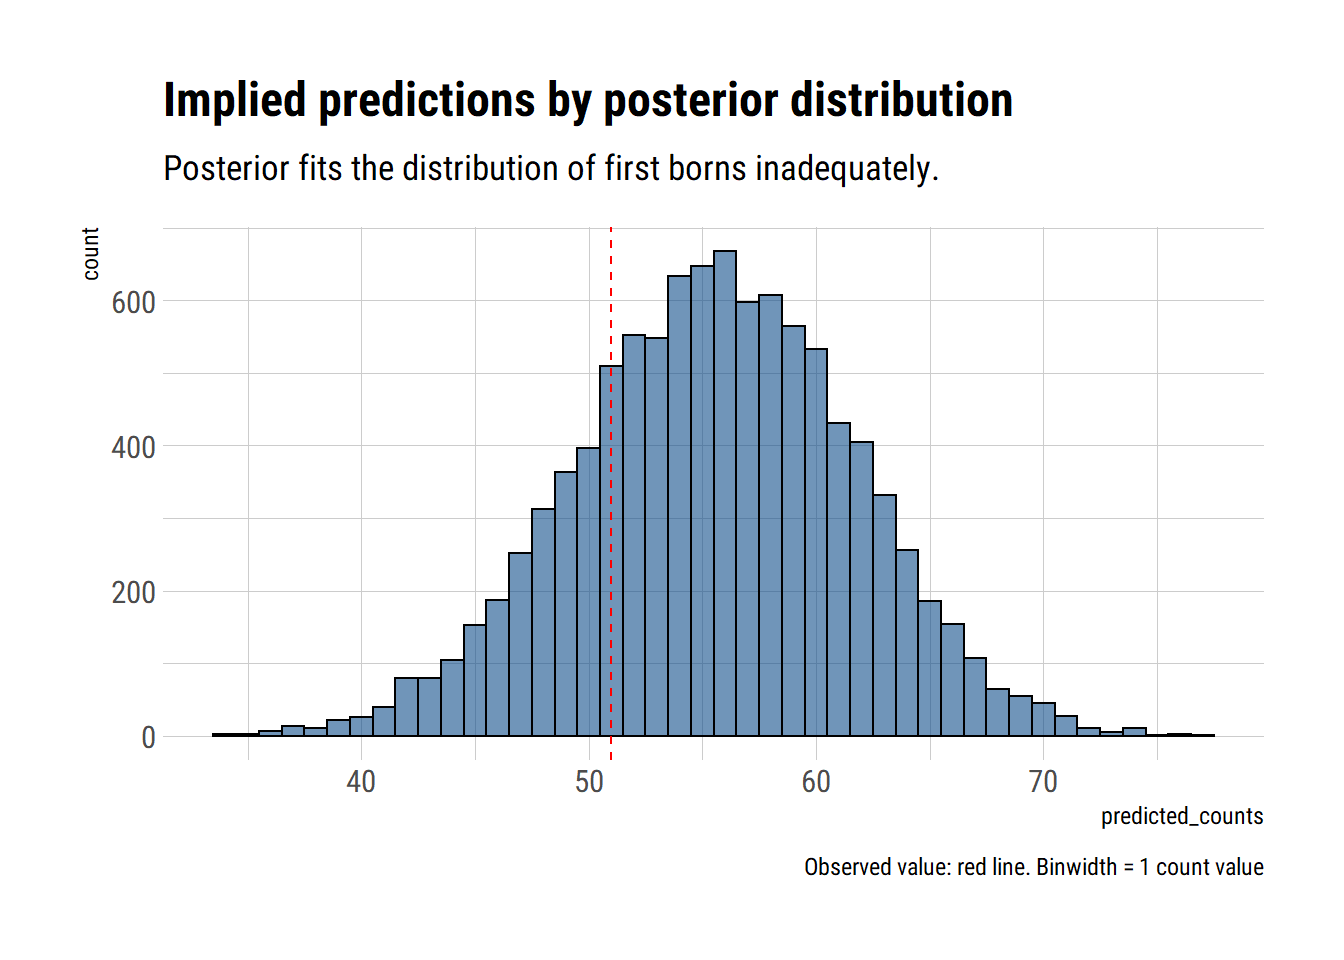 Implied predictions by posterior distribution
Posterior fits the distribution of first borns inadequately.
count
600
400
200
0
40 50 60 70
predicted_counts
Observed value: red line. Binwidth = 1 count value